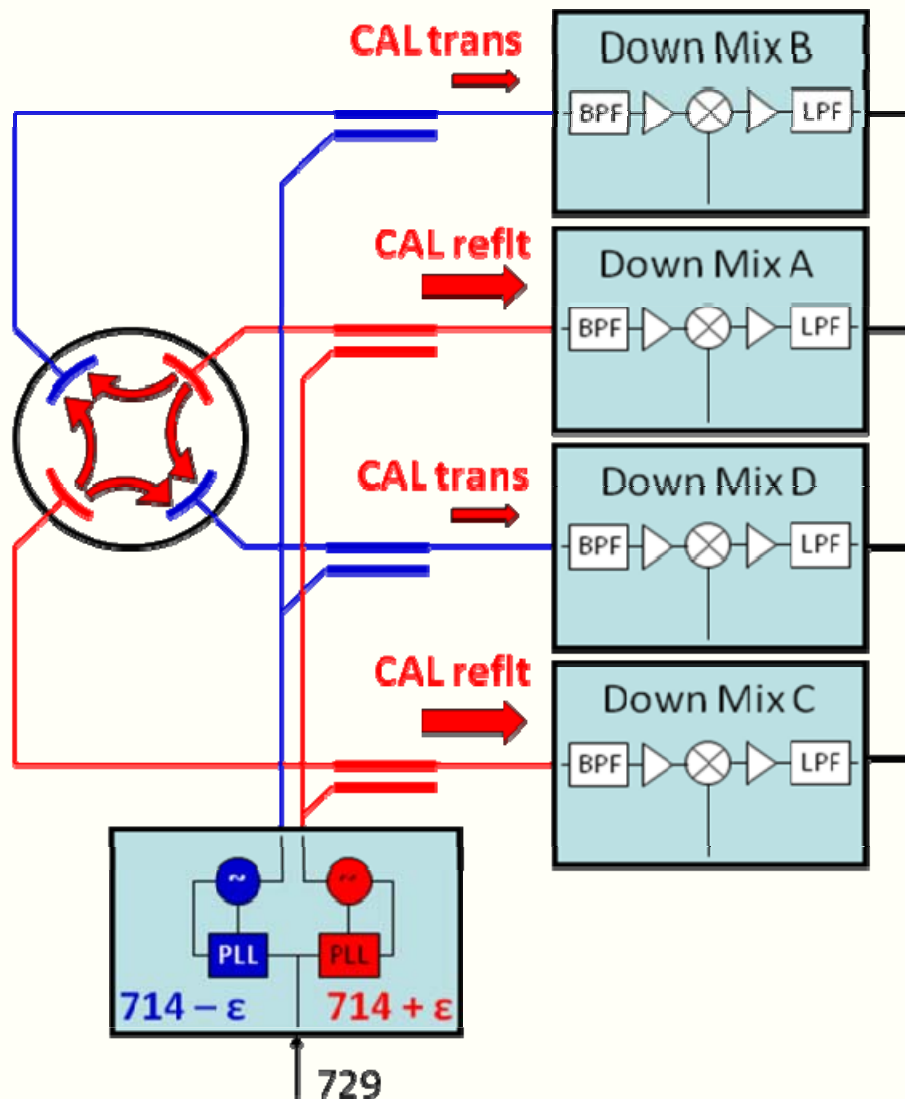 CAL trans
Down Mix B
BPF
LPF
CAL reflt
Down Mix A
BPF
LPF
CAL trans
Down Mix D
BPF
LPF
CAL reflt
Down Mix C
BPF
LPF
~ ~
PLL PLL
714 – ε 714 + ε
729